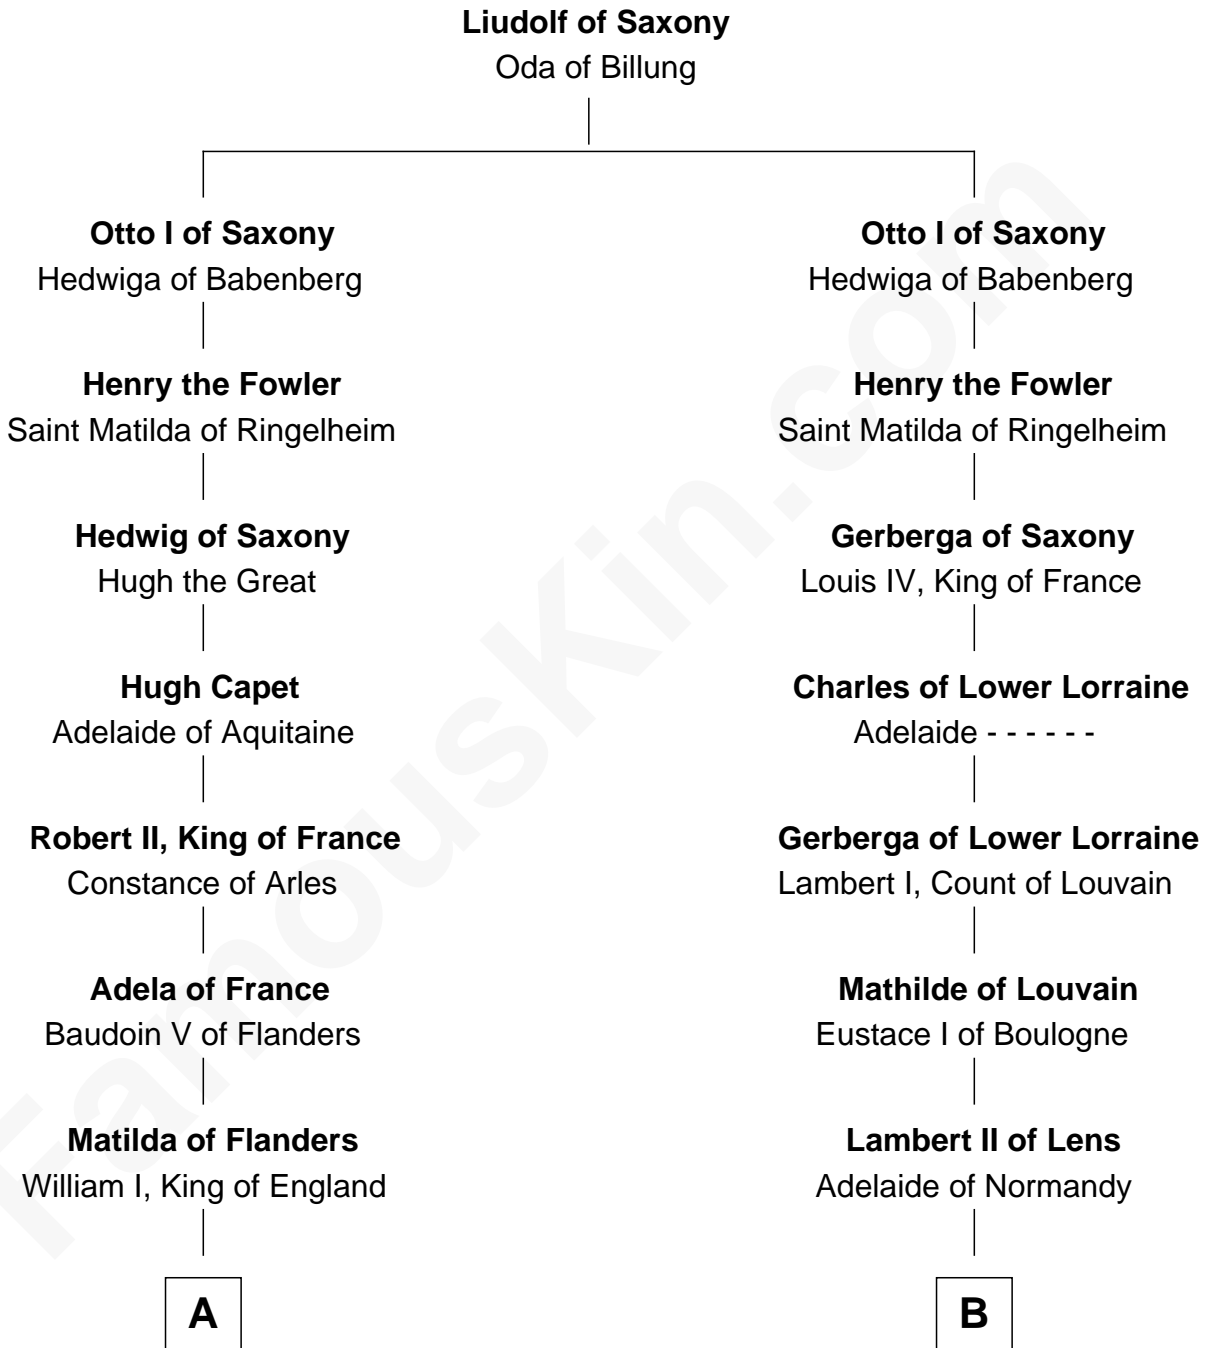 Liudolf of Saxony
Oda of Billung
Otto I of Saxony
Hedwiga of Babenberg
Henry the Fowler
Saint Matilda of Ringelheim
Hedwig of Saxony
Hugh the Great
Hugh Capet
Adelaide of Aquitaine
Robert II, King of France
Constance of Arles
Adela of France
Baudoin V of Flanders
Matilda of Flanders
William I, King of England
A
Otto I of Saxony
Hedwiga of Babenberg
Henry the Fowler
Saint Matilda of Ringelheim
Gerberga of Saxony
Louis IV, King of France
Charles of Lower Lorraine
Adelaide - - - - - -
Gerberga of Lower Lorraine
Lambert I, Count of Louvain
Mathilde of Louvain
Eustace I of Boulogne
Lambert II of Lens
Adelaide of Normandy
B
FamousKin.com